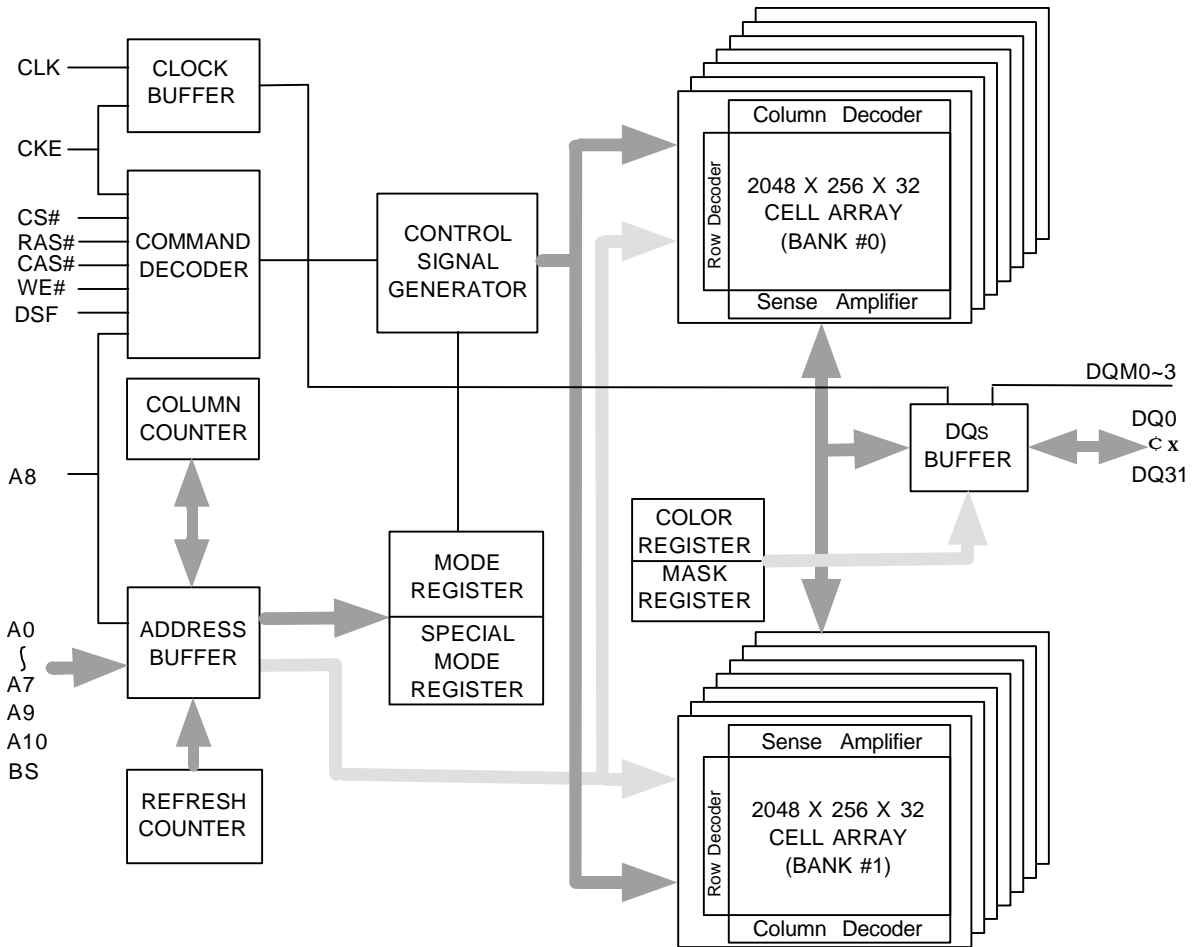 CLK
CKE
CS#
RAS#
CAS#
WE#
DSF
A8
A0
A7
A9
A10
BS
CLOCK
BUFFER
COMMAND
DECODER
COLUMN
COUNTER
ADDRESS
BUFFER
REFRESH
COUNTER
CONTROL
SIGNAL
GENERATOR
MODE
REGISTER
SPECIAL
MODE
REGISTER
Column Decoder
Row Decoder
2048 X 256 X 32
CELL ARRAY
(BANK #0)
Sense Amplifier
DQM0~3
DQs
BUFFER
DQ0
¢ x
DQ31
COLOR
REGISTER
MASK
REGISTER
Sense Amplifier
Row Decoder
2048 X 256 X 32
CELL ARRAY
(BANK #1)
Column Decoder